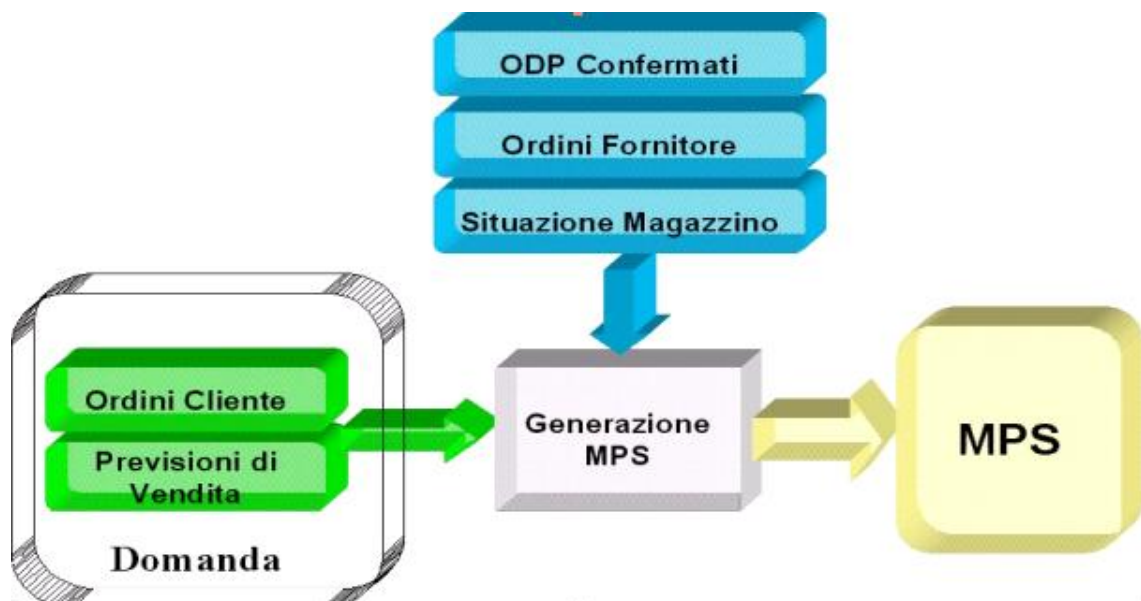 ODP Confermati
Ordini Fornitore
Situazione Magazzino
Ordini Cliente
Previsioni di
Vendita
Domanda
Generazione
MPS
MPS